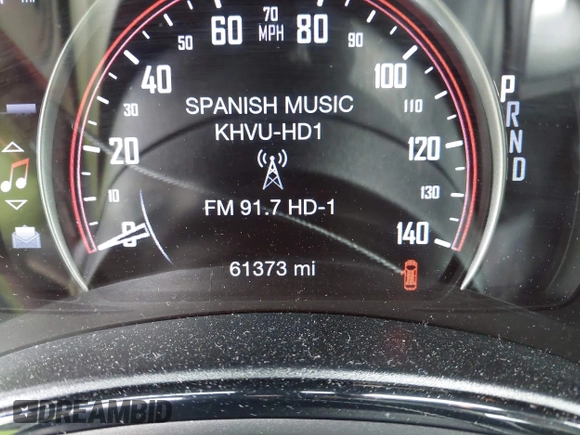 70
60 MPH 80
50 90
40 100
30 110
SPANISH MUSIC
KHVU-HD1
20 120
10 130
FM 91.7 HD-1
0 140
61373 mi
P
R
N
D
DREAMBID